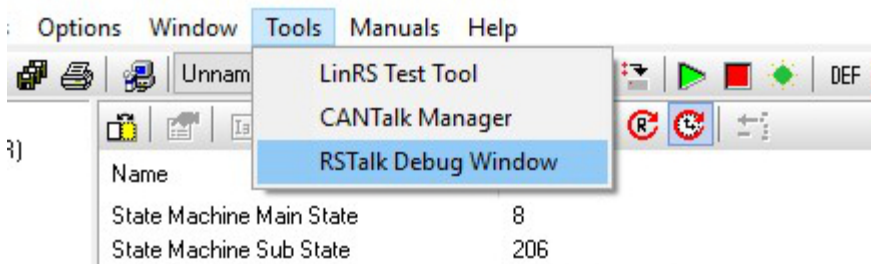 Options Window Tools Manuals Help
Unnam
DEF
LinRS Test Tool
CANTalk Manager
RSTalk Debug Window
Name
State Machine Main State 8
State Machine Sub State 206